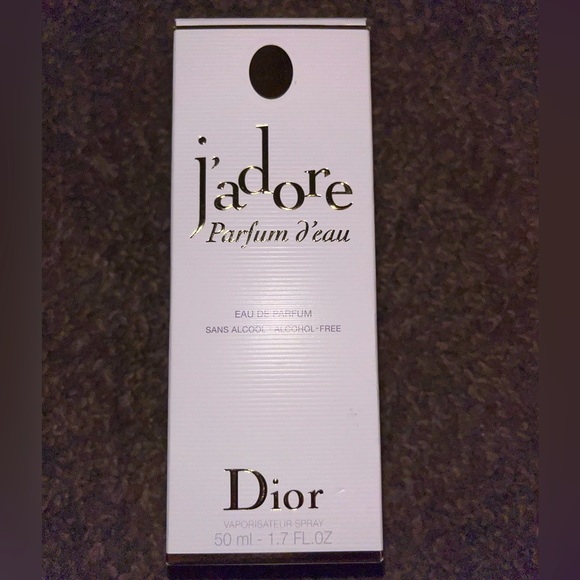 j'adore
Parfum d'eau
EAU DE PARFUM
SANS ALCOOL - ALCOHOL-FREE
Dior
VAPORISATEUR SPRAY
50 ml - 1.7 FL.OZ